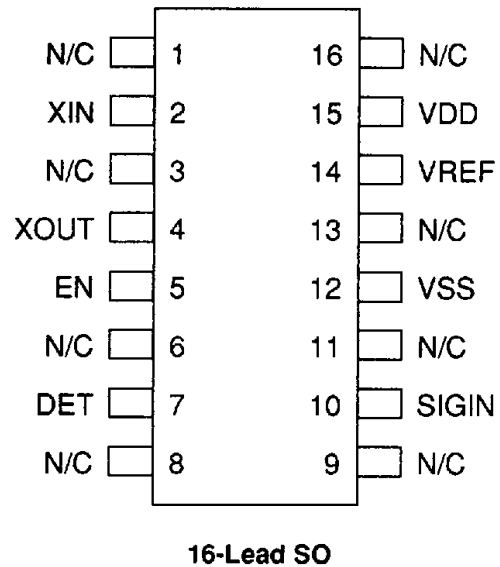 N/C 1 16 N/C
XIN 2 15 VDD
N/C 3 14 VREF
XOUT 4 13 N/C
EN 5 12 VSS
N/C 6 11 N/C
DET 7 10 SIGIN
N/C 8 9 N/C
16-Lead SO